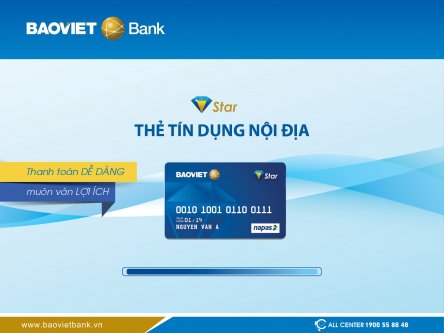 BAOVIET Bank
Star
THẺ TÍN DỤNG NỘI ĐỊA
Thanh toán DỄ DÀNG
muôn vàn LỢI ÍCH
BAOVIET
Star
0010 1001 0110 0111
01/14
NGUYEN VAN A
napas
www.baovietbank.vn
CALL CENTER 1900 55 88 48